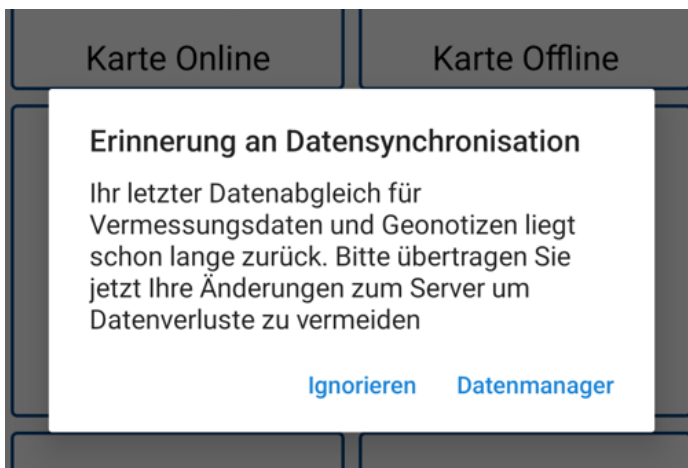 Karte Online
Karte Offline
Erinnerung an Datensynchronisation
Ihr letzter Datenabgleich für
Vermessungsdaten und Geonotizen liegt
schon lange zurück. Bitte übertragen Sie
jetzt Ihre Änderungen zum Server um
Datenverluste zu vermeiden
Ignorieren
Datenmanager